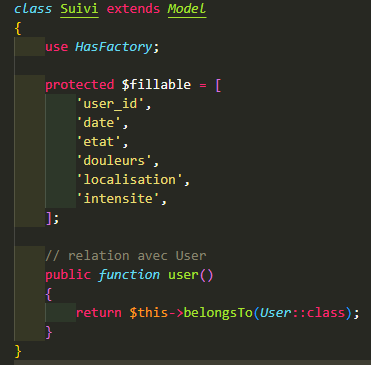 class Suivi extends Model
{
    use HasFactory;

    protected $fillable = [
        'user_id',
        'date',
        'etat',
        'douleurs',
        'localisation',
        'intensite',
    ];

    // relation avec User
    public function user()
    {
        return $this->belongsTo(User::class);
    }
}